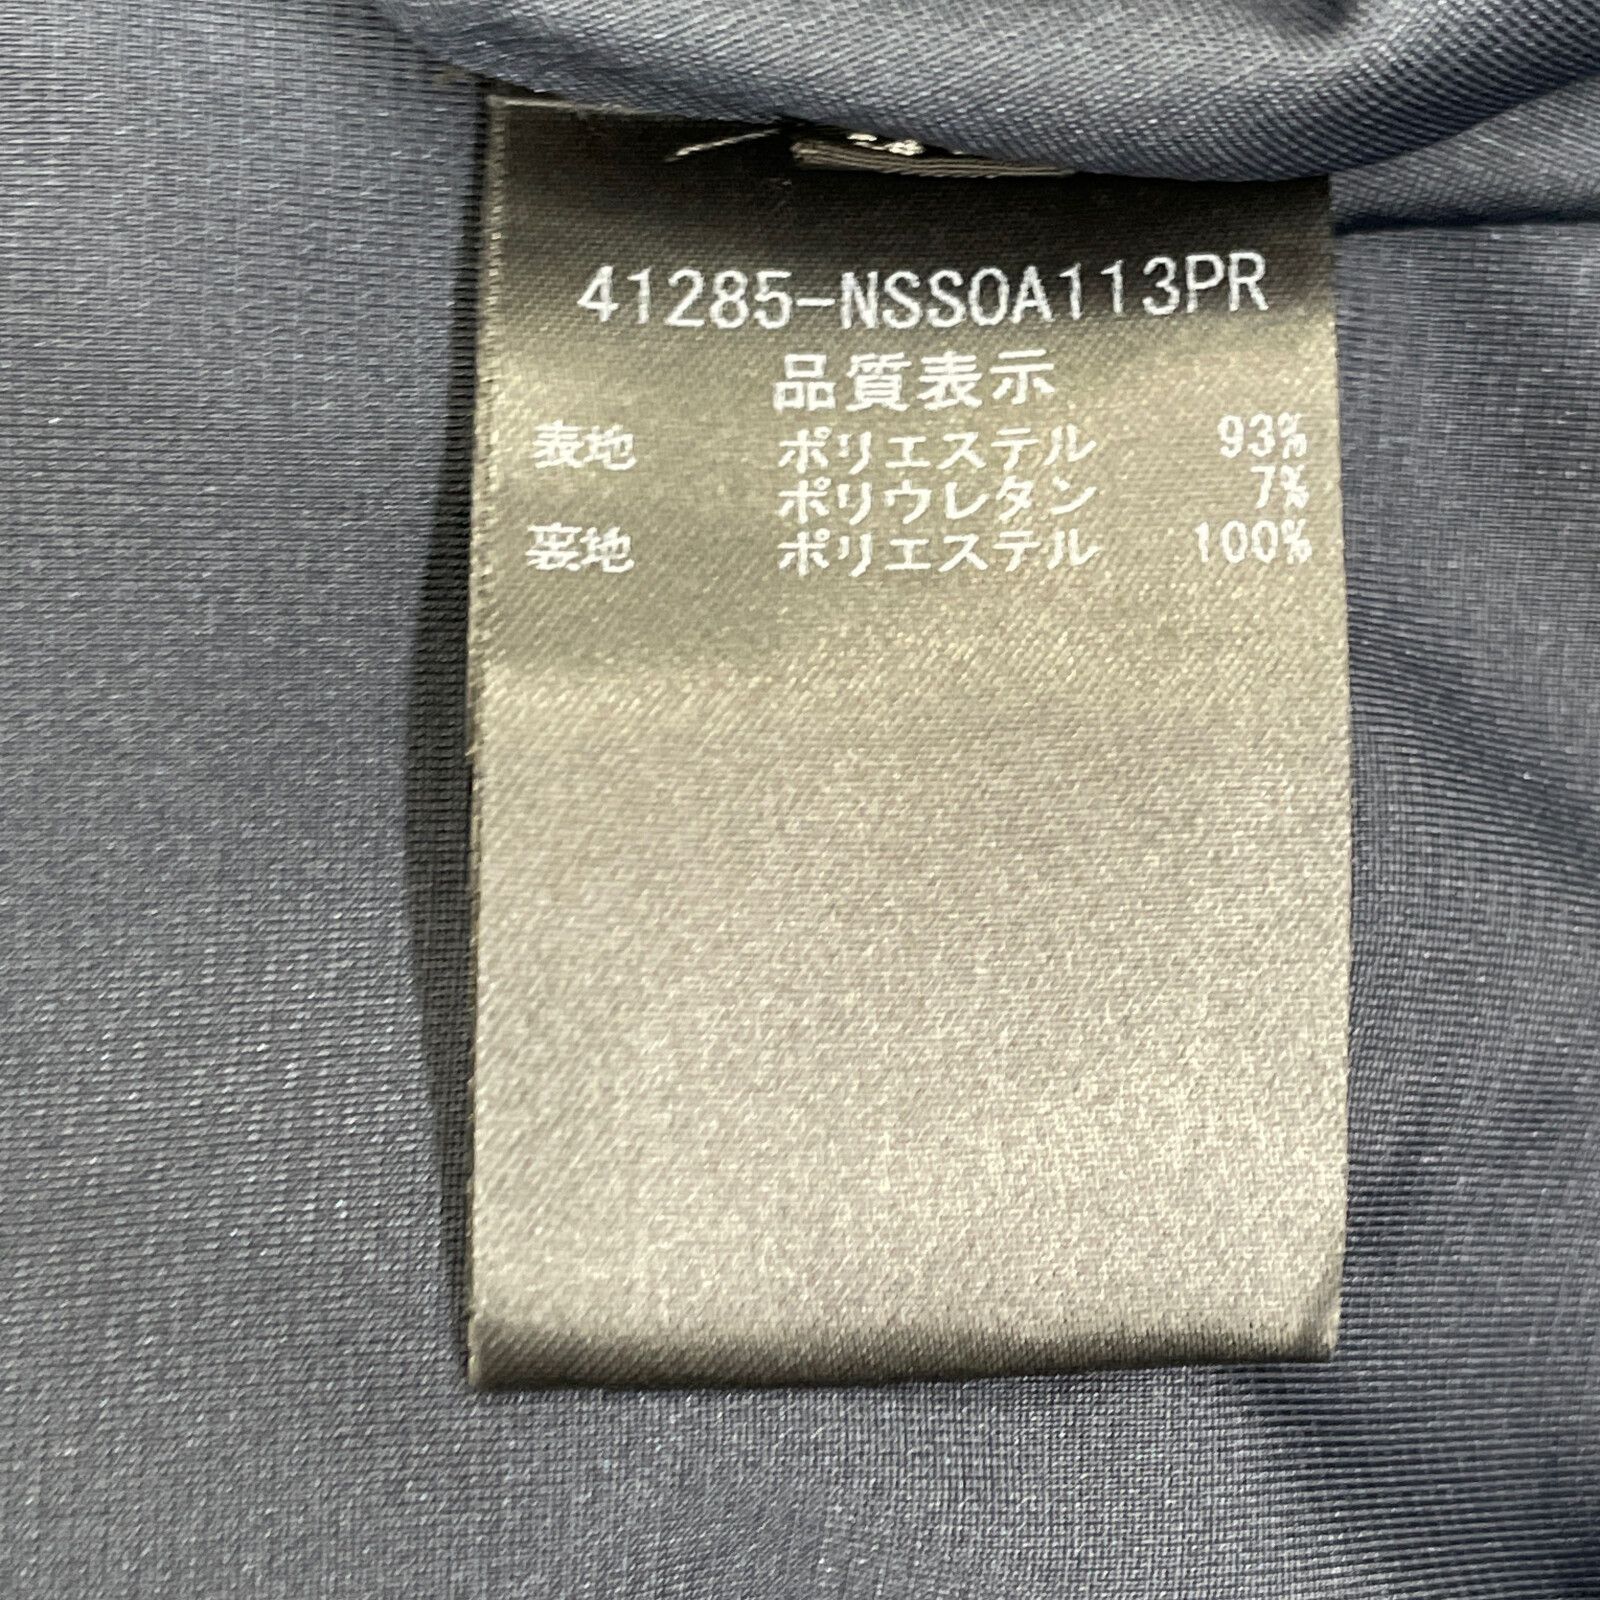 41285-NSSOA113PR
品質表示
表地 ポリエステル 93%
ポリウレタン 7%
裏地 ポリエステル 100%